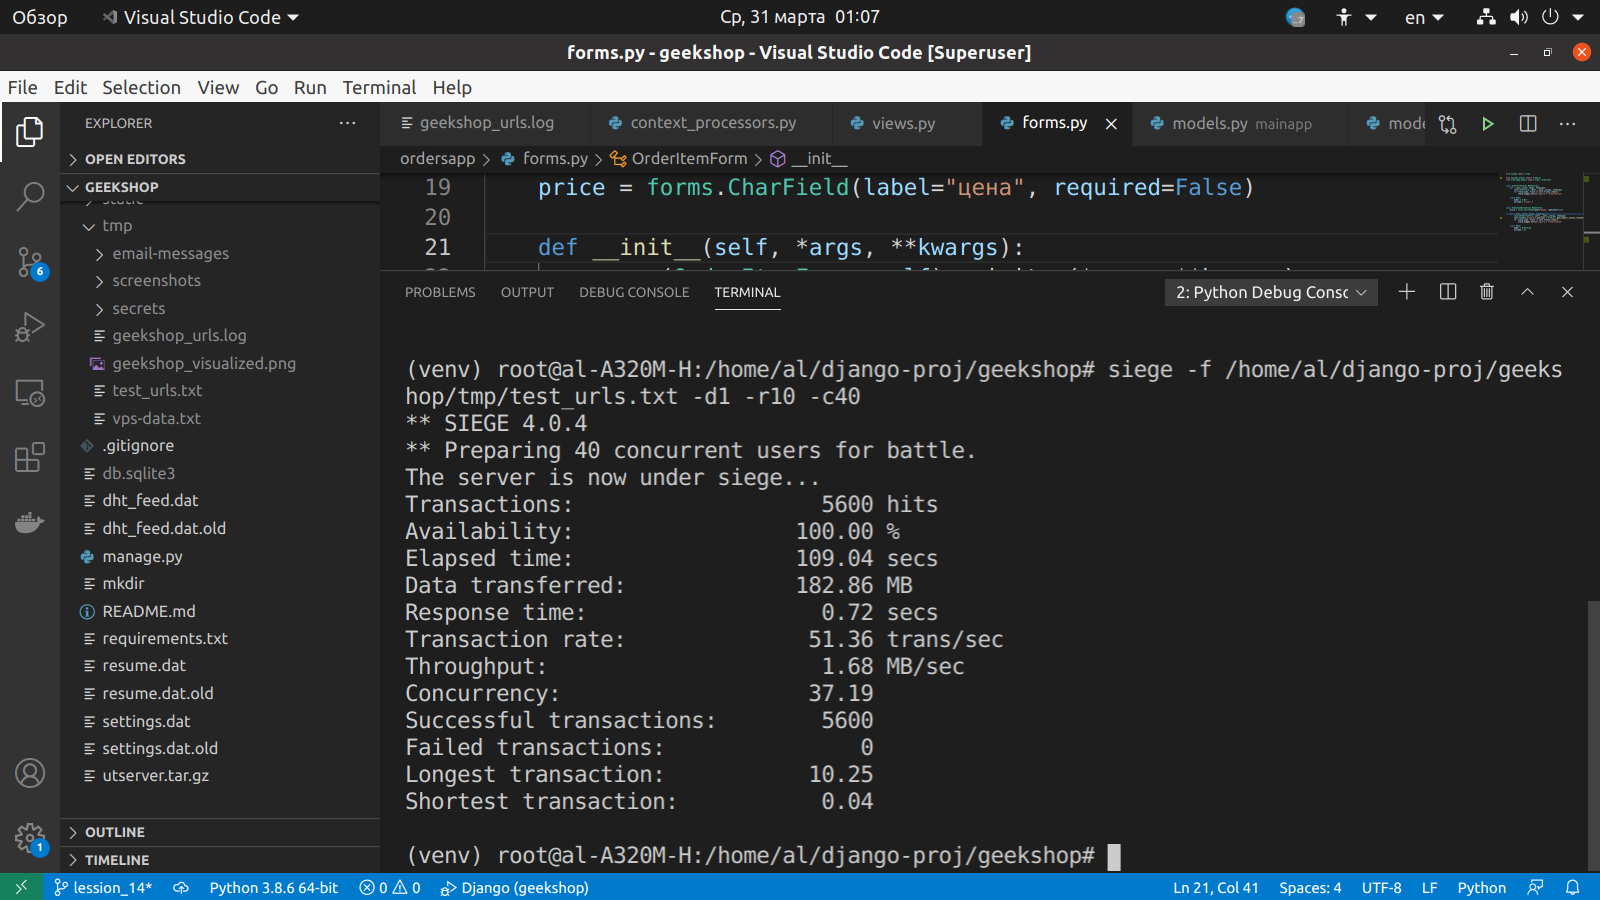 Обзор
Visual Studio Code
Ср, 31 марта 01:07
en
forms.py - geekshop - Visual Studio Code [Superuser]
File Edit Selection View Go Run Terminal Help
EXPLORER
OPEN EDITORS
GEEKSHOP
static
tmp
email-messages
screenshots
secrets
geekshop_urls.log
geekshop_visualized.png
test_urls.txt
vps-data.txt
.gitignore
db.sqlite3
dht_feed.dat
dht_feed.dat.old
manage.py
mkdir
README.md
requirements.txt
resume.dat
resume.dat.old
settings.dat
settings.dat.old
utserver.tar.gz
OUTLINE
TIMELINE
6
1
geekshop_urls.log
context_processors.py
views.py
forms.py
models.py mainapp
mode
ordersapp > forms.py > OrderItemForm > __init__
19 price = forms.CharField(label="цена", required=False)
20
21 def __init__(self, *args, **kwargs):
PROBLEMS OUTPUT DEBUG CONSOLE TERMINAL
2: Python Debug Consc
(venv) root@al-A320M-H:/home/al/django-proj/geekshop# siege -f /home/al/django-proj/geeks
hop/tmp/test_urls.txt -d1 -r10 -c40
** SIEGE 4.0.4
** Preparing 40 concurrent users for battle.
The server is now under siege...
Transactions: 5600 hits
Availability: 100.00 %
Elapsed time: 109.04 secs
Data transferred: 182.86 MB
Response time: 0.72 secs
Transaction rate: 51.36 trans/sec
Throughput: 1.68 MB/sec
Concurrency: 37.19
Successful transactions: 5600
Failed transactions: 0
Longest transaction: 10.25
Shortest transaction: 0.04
(venv) root@al-A320M-H:/home/al/django-proj/geekshop#
lession_14* Python 3.8.6 64-bit 0 0 Django (geekshop)
Ln 21, Col 41 Spaces: 4 UTF-8 LF Python